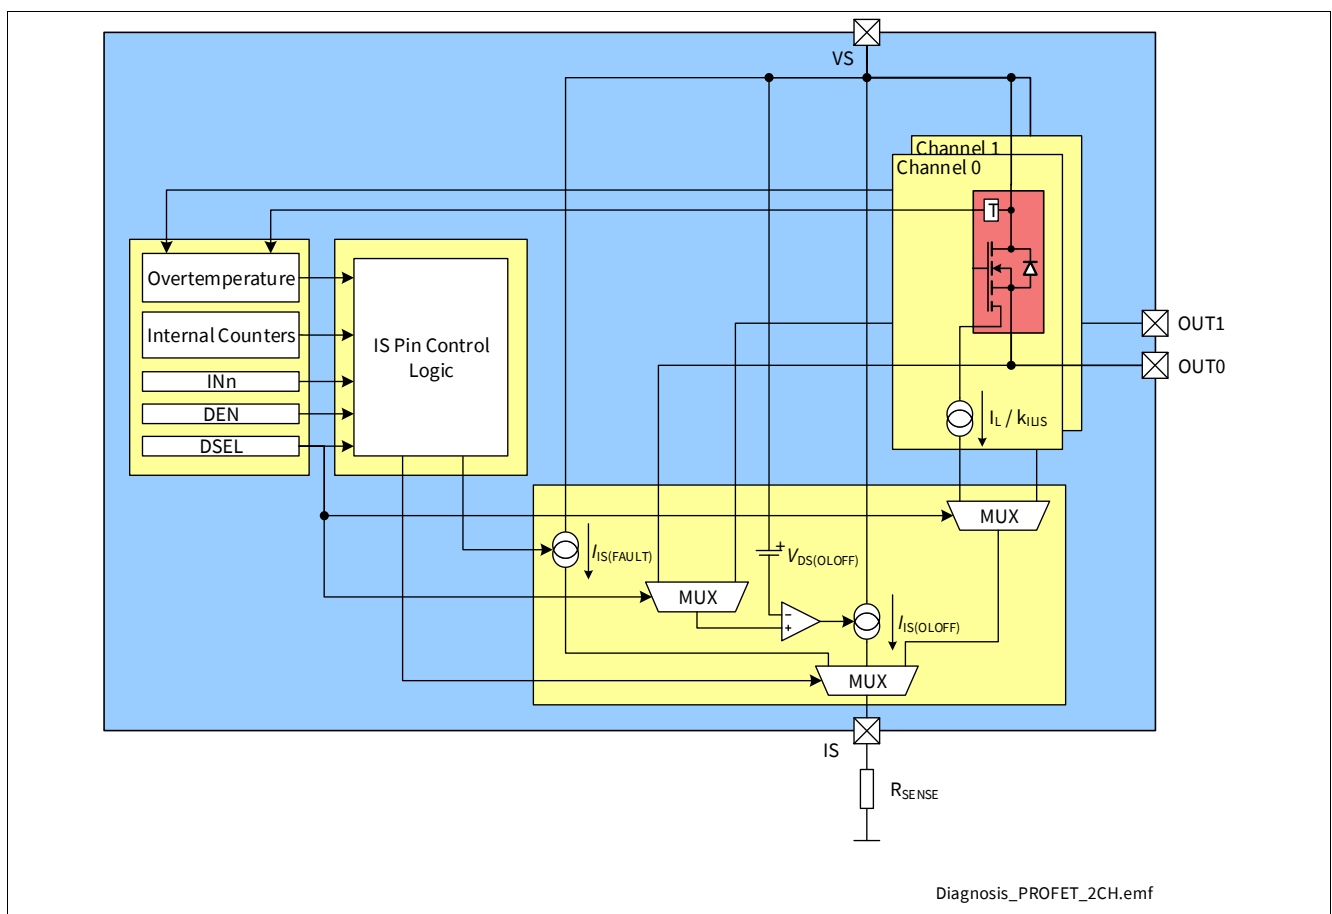 VS
Channel 1
Channel 0
T
Overtemperature
Internal Counters
INn
DEN
DSEL
IS Pin Control
Logic
OUT1
OUT0
IL / kILIS
MUX
IIS(FAULT)
+
VDS(OLOFF)
MUX
−
+
IIS(OLOFF)
MUX
IS
RSENSE
Diagnosis_PROFET_2CH.emf